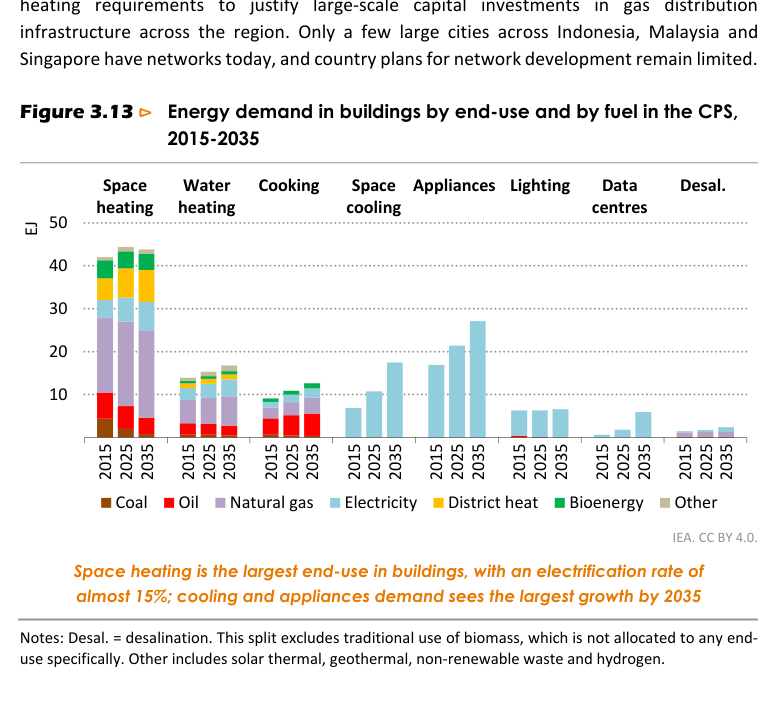 heating requirements to justify large-scale capital investments in gas distribution
infrastructure across the region. Only a few large cities across Indonesia, Malaysia and
Singapore have networks today, and country plans for network development remain limited.
Figure 3.13 ▷ Energy demand in buildings by end-use and by fuel in the CPS,
2015-2035
Space heating
Water heating
Cooking
Space cooling
Appliances
Lighting
Data centres
Desal.
EJ
50
40
30
20
10
2015 2025 2035 2015 2025 2035 2015 2025 2035 2015 2025 2035 2015 2025 2035 2015 2025 2035 2015 2025 2035 2015 2025 2035
Coal Oil Natural gas Electricity District heat Bioenergy Other
IEA. CC BY 4.0.
Space heating is the largest end-use in buildings, with an electrification rate of
almost 15%; cooling and appliances demand sees the largest growth by 2035
Notes: Desal. = desalination. This split excludes traditional use of biomass, which is not allocated to any end-
use specifically. Other includes solar thermal, geothermal, non-renewable waste and hydrogen.